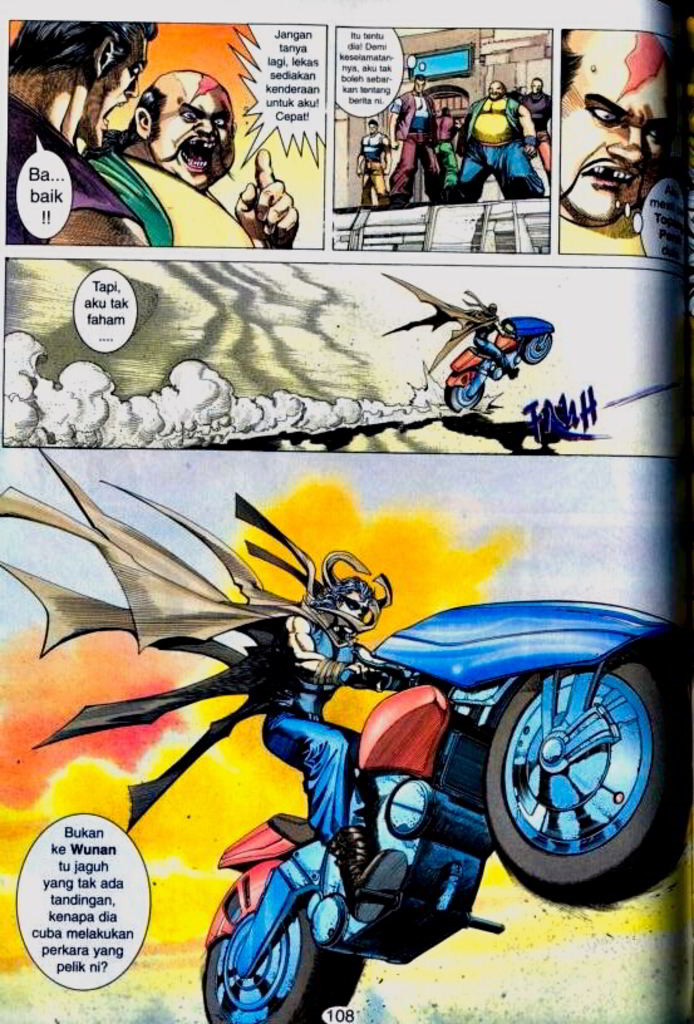 Jangan
tanya
lagi, lekas
sediakan
kenderaan
untuk aku!
Cepat!
Ba...
baik
!!
Itu tentu
dia! Demi
keselamatan-
nya, aku tak
boleh sebar-
kan tentang
berita ni.
Tapi,
aku tak
faham
....
Bukan
ke Wunan
tu jaguh
yang tak ada
tandingan,
kenapa dia
cuba melakukan
perkara yang
pelik ni?
108